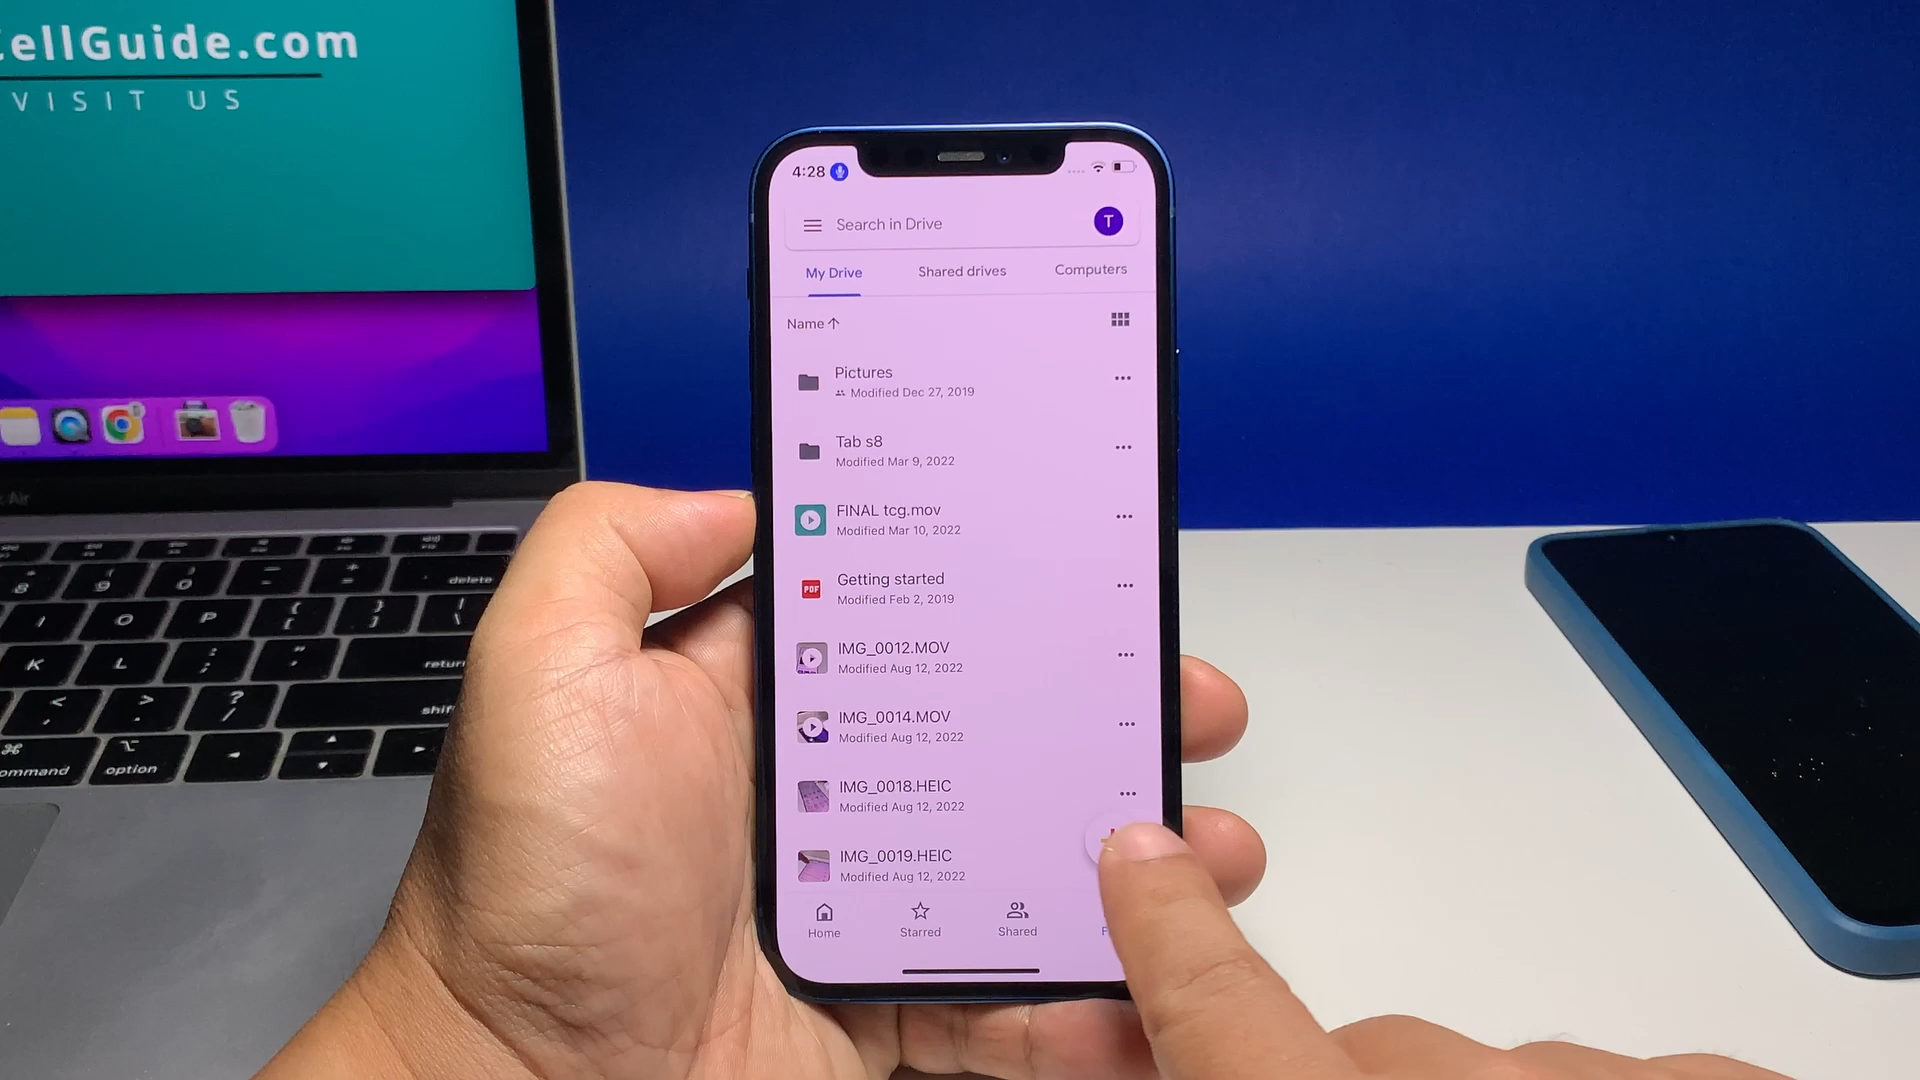 CellGuide.com
VISIT US
4:28
Search in Drive
T
My Drive
Shared drives
Computers
Name
Pictures
Modified Dec 27, 2019
Tab s8
Modified Mar 9, 2022
FINAL tcg.mov
Modified Mar 10, 2022
PDF
Getting started
Modified Feb 2, 2019
IMG_0012.MOV
Modified Aug 12, 2022
IMG_0014.MOV
Modified Aug 12, 2022
IMG_0018.HEIC
Modified Aug 12, 2022
IMG_0019.HEIC
Modified Aug 12, 2022
Home
Starred
Shared
Air
delete
I O P { } | \
K L : ; " '
return
< , > . ? /
shift
command
option